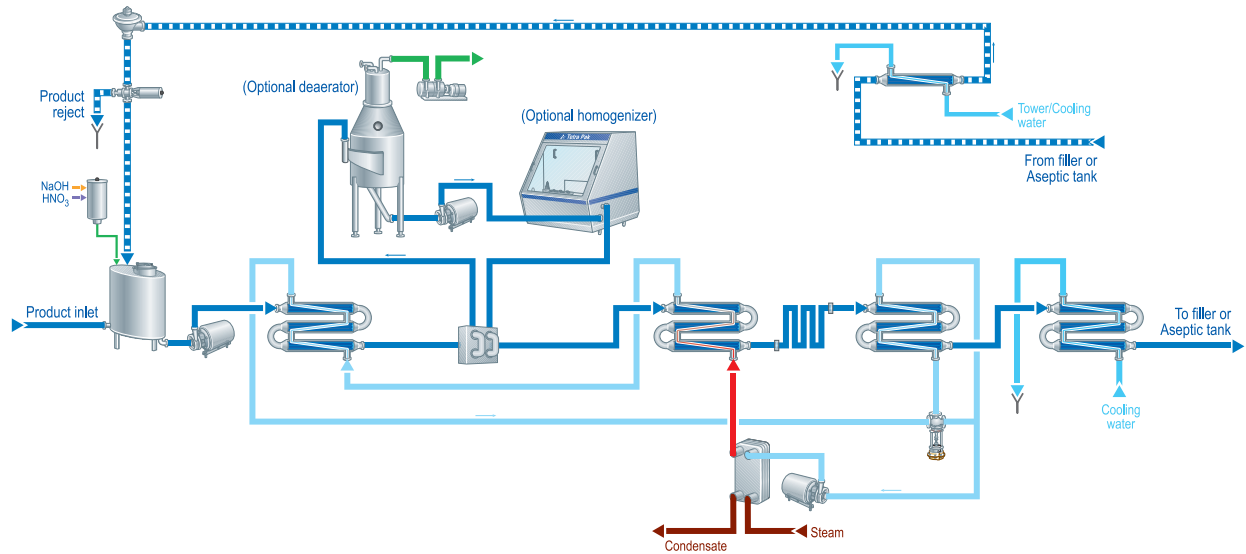 Product
reject
(Optional deaerator)
(Optional homogenizer)
Tetra Pak
Tower/Cooling
water
From filler or
Aseptic tank
NaOH
HNO₃
Product inlet
To filler or
Aseptic tank
Cooling
water
Steam
Condensate